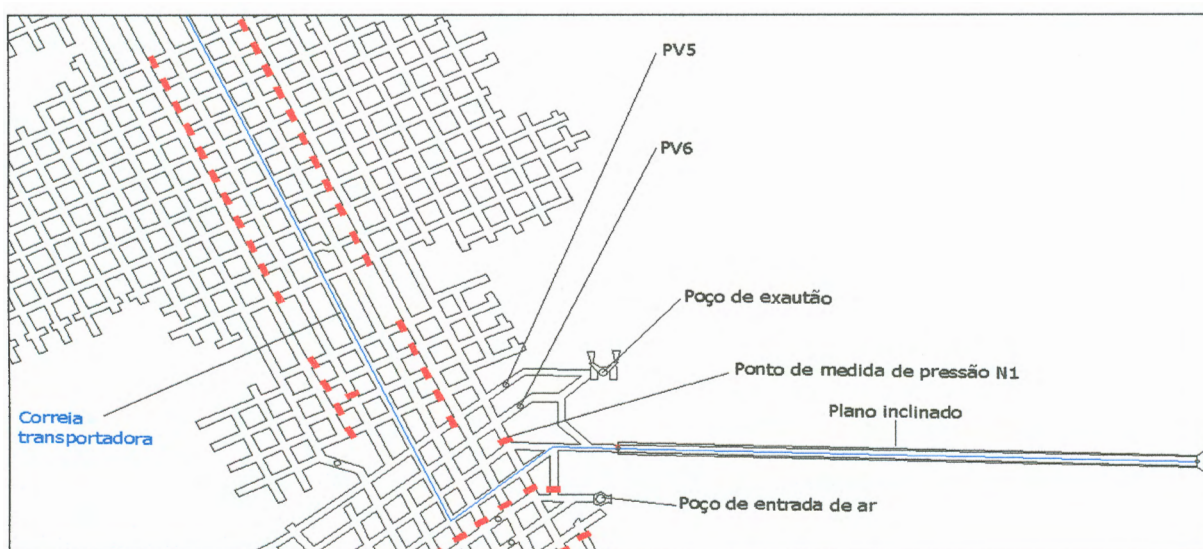 PV5
PV6
Poço de exautão
Ponto de medida de pressão N1
Plano inclinado
Correia
transportadora
Poço de entrada de ar